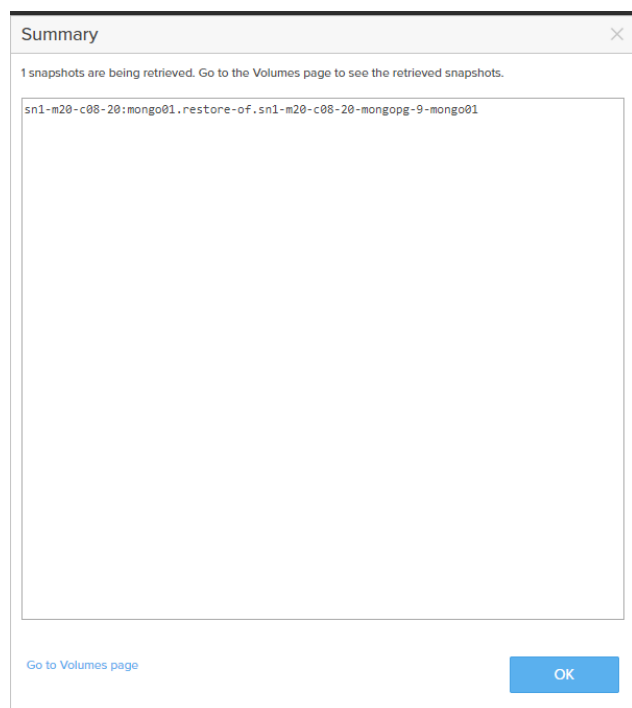 Summary
1 snapshots are being retrieved. Go to the Volumes page to see the retrieved snapshots.
sn1-m20-c08-20:mongo01.restore-of.sn1-m20-c08-20-mongopg-9-mongo01
Go to Volumes page
OK